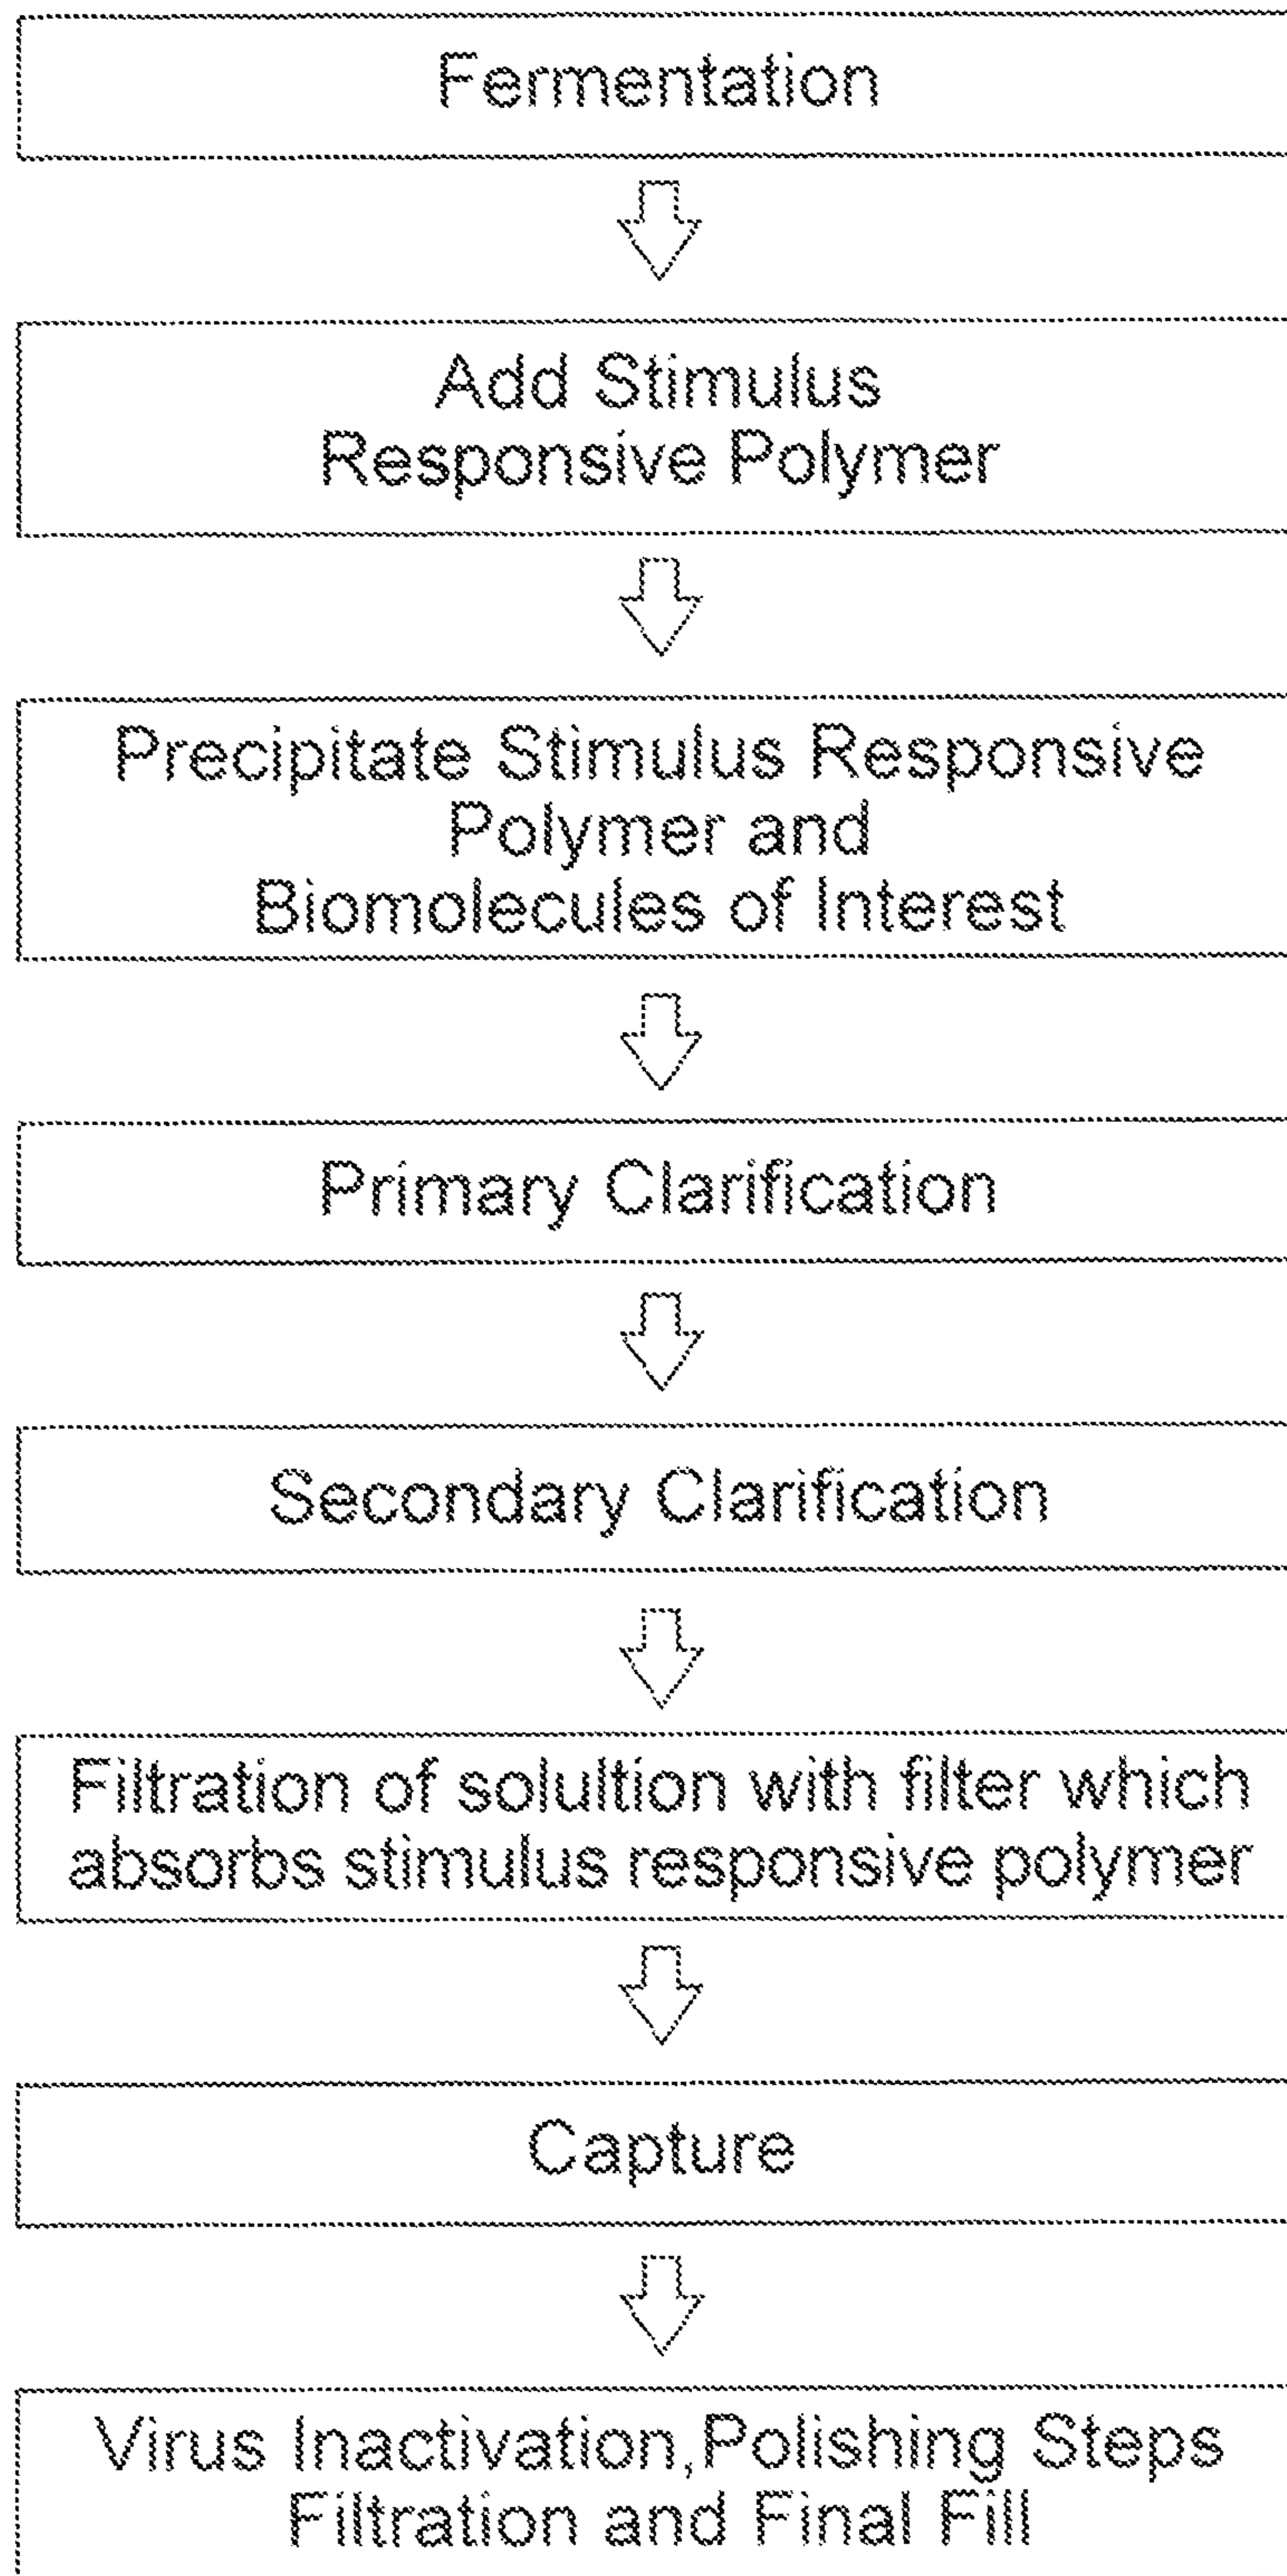 Fermentation
Add Stimulus
Responsive Polymer
Precipitate Stimulus Responsive
Polymer and
Biomolecules of Interest
Primary Clarification
Secondary Clarification
Filtration of solultion with filter which
absorbs stimulus responsive polymer
Capture
Virus Inactivation,Polishing Steps
Filtration and Final Fill